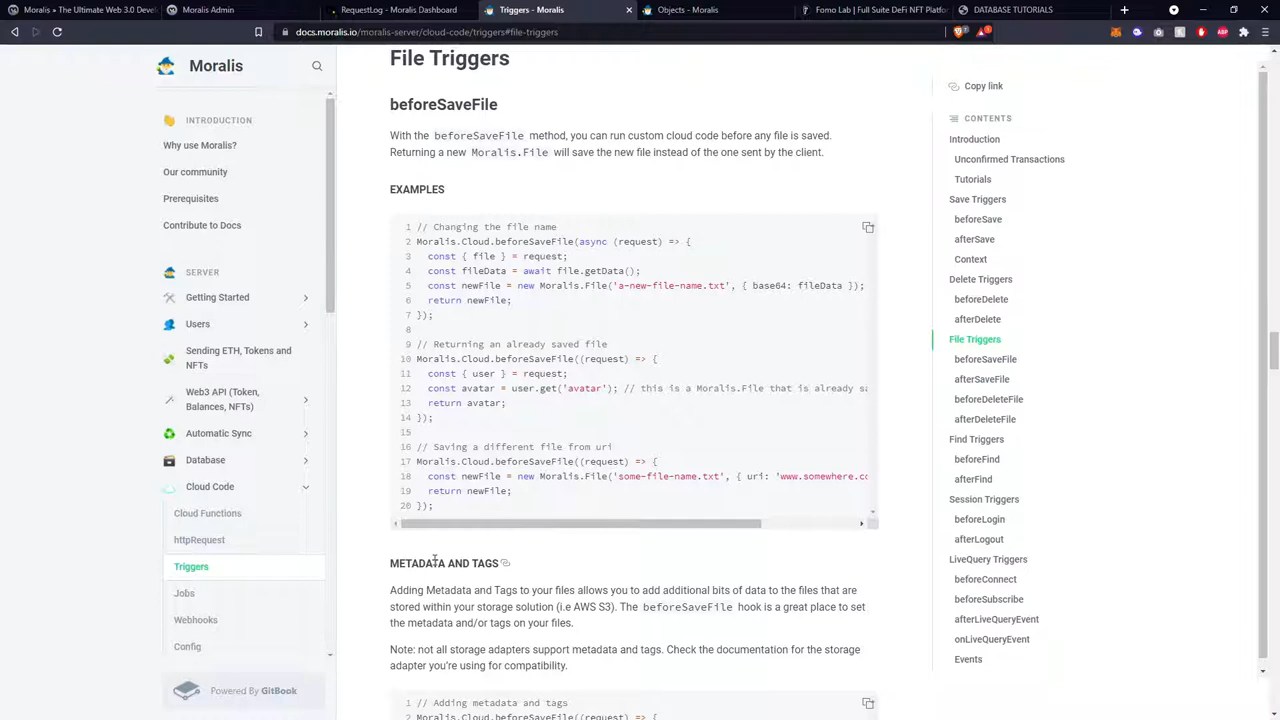 Moralis » The Ultimate Web 3.0 Devel
Moralis Admin
RequestLog - Moralis Dashboard
Triggers - Moralis
Objects – Moralis
Fomo Lab | Full Suite DeFi NFT Platfo
DATABASE TUTORIALS
docs.moralis.io/moralis-server/cloud-code/triggers#file-triggers
Moralis
INTRODUCTION
Why use Moralis?
Our community
Prerequisites
Contribute to Docs
SERVER
Getting Started
Users
Sending ETH, Tokens and
NFTs
Web3 API (Token,
Balances, NFTs)
Automatic Sync
Database
Cloud Code
Cloud Functions
httpRequest
Triggers
Jobs
Webhooks
Config
Powered By GitBook
File Triggers
beforeSaveFile
With the beforeSaveFile method, you can run custom cloud code before any file is saved.
Returning a new Moralis.File will save the new file instead of the one sent by the client.
EXAMPLES
1 // Changing the file name
2 Moralis.Cloud.beforeSaveFile(async (request) => {
3 const { file } = request;
4 const fileData = await file.getData();
5 const newFile = new Moralis.File('a-new-file-name.txt', { base64: fileData });
6 return newFile;
7 });
8
9 // Returning an already saved file
10 Moralis.Cloud.beforeSaveFile((request) => {
11 const { user } = request;
12 const avatar = user.get('avatar'); // this is a Moralis.File that is already sa
13 return avatar;
14 });
15
16 // Saving a different file from uri
17 Moralis.Cloud.beforeSaveFile((request) => {
18 const newFile = new Moralis.File('some-file-name.txt', { uri: 'www.somewhere.co
19 return newFile;
20 });
METADATA AND TAGS
Adding Metadata and Tags to your files allows you to add additional bits of data to the files that are
stored within your storage solution (i.e AWS S3). The beforeSaveFile hook is a great place to set
the metadata and/or tags on your files.
Note: not all storage adapters support metadata and tags. Check the documentation for the storage
adapter you're using for compatibility.
1 // Adding metadata and tags
2 Moralis.Cloud.beforeSaveFile((request) => {
Copy link
CONTENTS
Introduction
Unconfirmed Transactions
Tutorials
Save Triggers
beforeSave
afterSave
Context
Delete Triggers
beforeDelete
afterDelete
File Triggers
beforeSaveFile
afterSaveFile
beforeDeleteFile
afterDeleteFile
Find Triggers
beforeFind
afterFind
Session Triggers
beforeLogin
afterLogout
LiveQuery Triggers
beforeConnect
beforeSubscribe
afterLiveQueryEvent
onLiveQueryEvent
Events